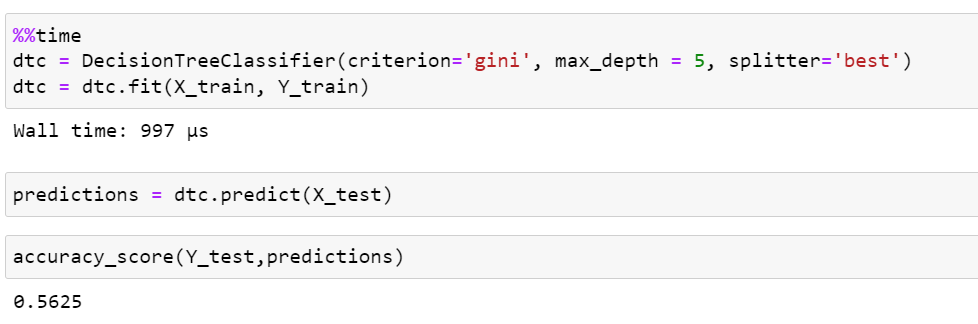 %%time
dtc = DecisionTreeClassifier(criterion='gini', max_depth = 5, splitter='best')
dtc = dtc.fit(X_train, Y_train)
Wall time: 997 µs
predictions = dtc.predict(X_test)
accuracy_score(Y_test,predictions)
0.5625